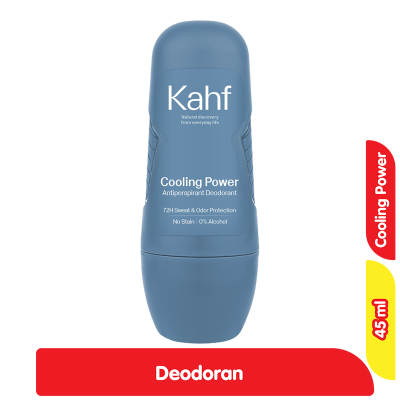 Kahf
Natural discovery
from everyday life
Cooling Power
Antiperspirant Deodorant
72H Sweat & Odor Protection
No Stain | 0% Alcohol
Cooling Power
45 ml
Deodoran